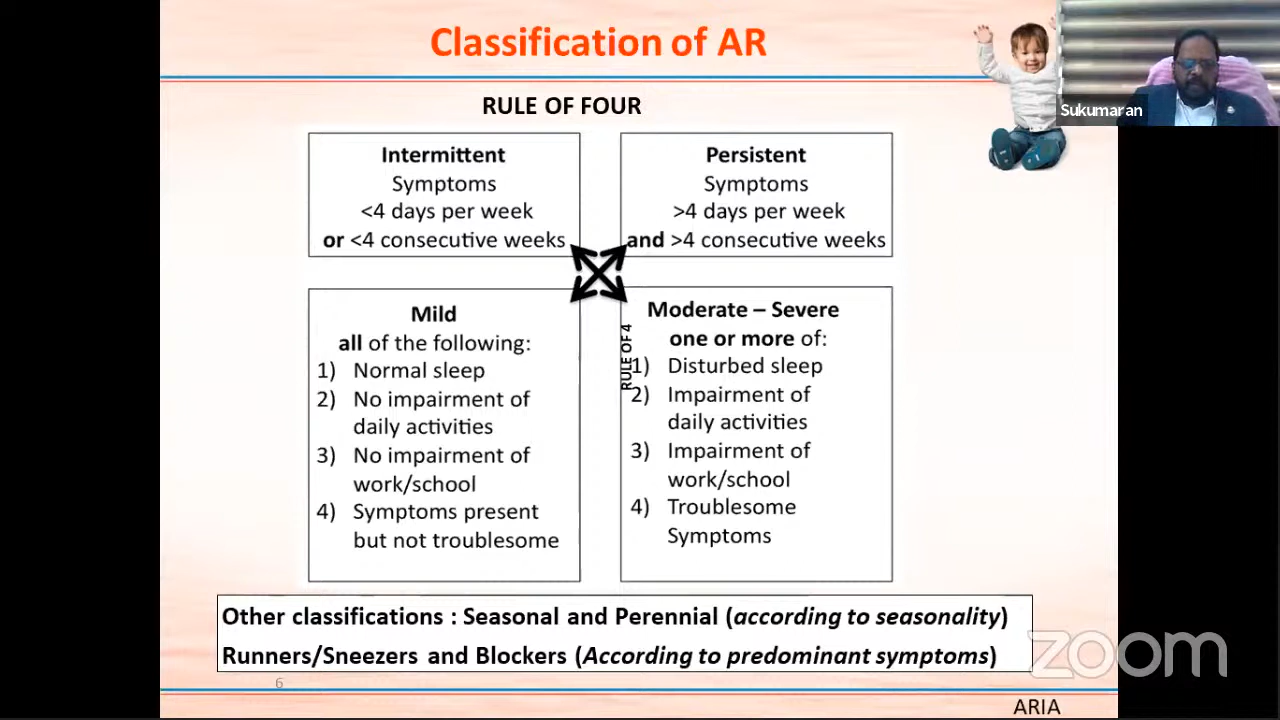 Classification of AR
Sukumaran
RULE OF FOUR
Intermittent
Symptoms
<4 days per week
or <4 consecutive weeks
Persistent
Symptoms
>4 days per week
and >4 consecutive weeks
Mild
all of the following:
1) Normal sleep
2) No impairment of
daily activities
3) No impairment of
work/school
4) Symptoms present
but not troublesome
RULE OF 4
Moderate – Severe
one or more of:
1) Disturbed sleep
2) Impairment of
daily activities
3) Impairment of
work/school
4) Troublesome
Symptoms
Other classifications : Seasonal and Perennial (according to seasonality)
Runners/Sneezers and Blockers (According to predominant symptoms)
zoom
6
ARIA